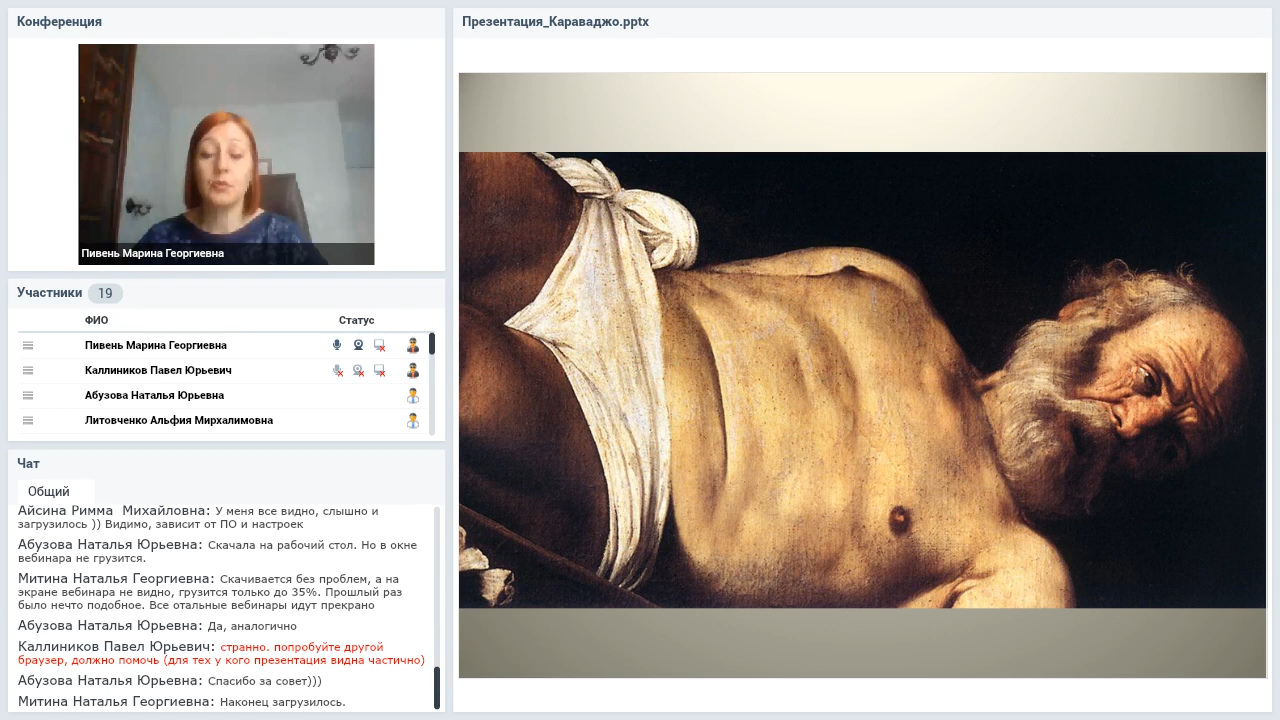 Конференция
Пивень Марина Георгиевна
Участники 19
ФИО Статус
Пивень Марина Георгиевна
Каллиников Павел Юрьевич
Абузова Наталья Юрьевна
Литовченко Альфия Мирхалимовна
Чат
Общий
Айсина Римма Михайловна: У меня все видно, слышно и
загрузилось )) Видимо, зависит от ПО и настроек
Абузова Наталья Юрьевна: Скачала на рабочий стол. Но в окне
вебинара не грузится.
Митина Наталья Георгиевна: Скачивается без проблем, а на
экране вебинара не видно, грузится только до 35%. Прошлый раз
было нечто подобное. Все отальные вебинары идут прекрано
Абузова Наталья Юрьевна: Да, аналогично
Каллиников Павел Юрьевич: странно. попробуйте другой
браузер, должно помочь (для тех у кого презентация видна частично)
Абузова Наталья Юрьевна: Спасибо за совет)))
Митина Наталья Георгиевна: Наконец загрузилось.
Презентация_Караваджо.pptx